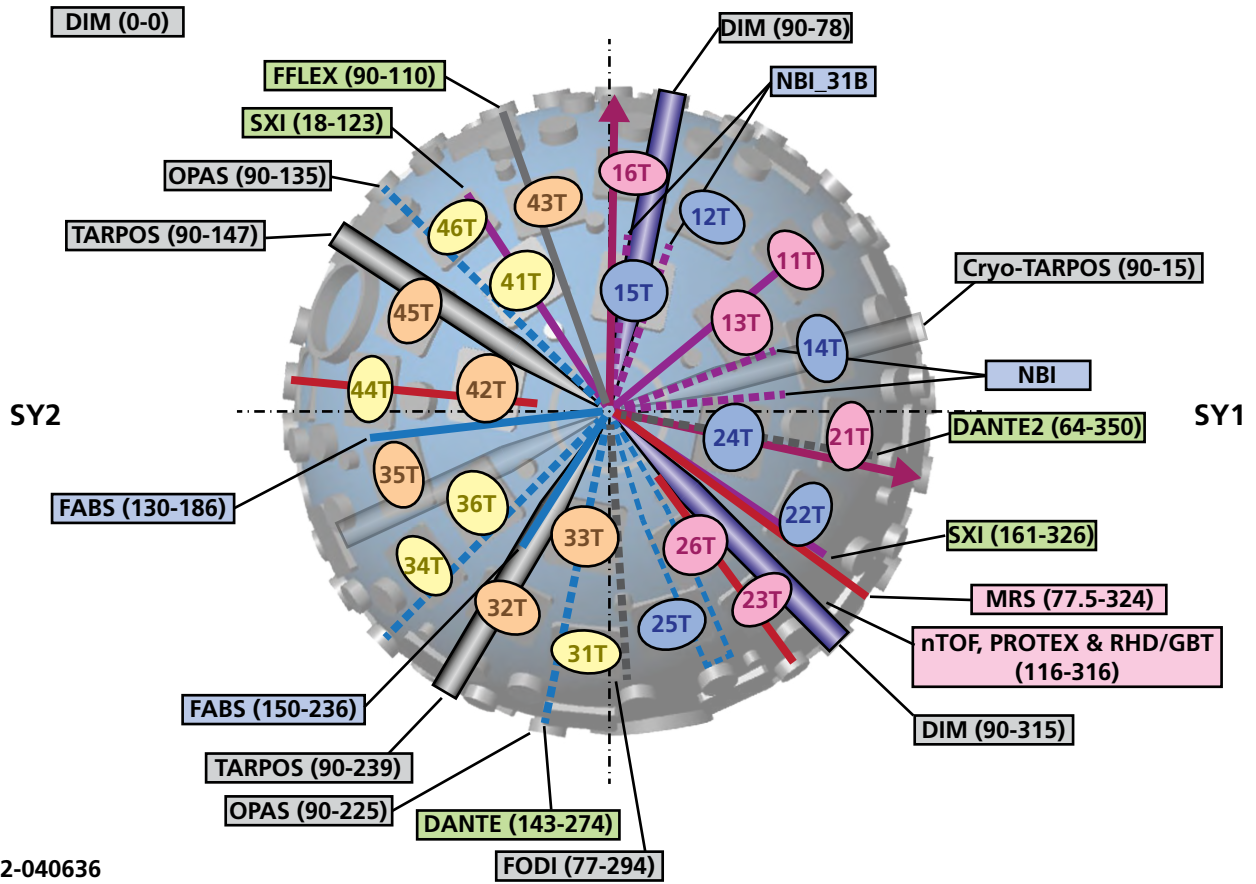 DIM (0-0)
DIM (90-78)
FFLEX (90-110)
NBI_31B
SXI (18-123)
OPAS (90-135)
16T
43T
12T
46T
TARPOS (90-147)
11T
Cryo-TARPOS (90-15)
41T
15T
45T
13T
14T
44T
42T
NBI
SY2
SY1
24T
21T
DANTE2 (64-350)
35T
36T
22T
FABS (130-186)
33T
26T
SXI (161-326)
34T
32T
23T
MRS (77.5-324)
25T
nTOF, PROTEX & RHD/GBT
(116-316)
31T
FABS (150-236)
DIM (90-315)
TARPOS (90-239)
OPAS (90-225)
DANTE (143-274)
FODI (77-294)
2-040636